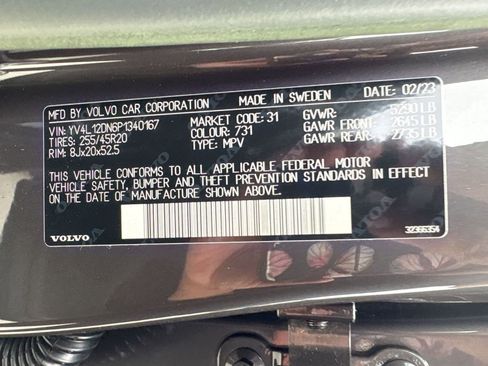 MFD BY VOLVO CAR CORPORATION MADE IN SWEDEN DATE: 02/23
VIN: YV4L12DN6P1340167 MARKET: 31 GVWR: 5290 LB
TIRES: 255/45R20 COLOUR: 731 GAWR FRONT: 2645 LB
RIM: 8Jx20x52.5 TYPE: MPV GAWR REAR: 2735 LB
THIS VEHICLE CONFORMS TO ALL APPLICABLE FEDERAL MOTOR
VEHICLE SAFETY, BUMPER AND THEFT PREVENTION STANDARDS IN EFFECT
ON THE DATE OF MANUFACTURE SHOWN ABOVE.
VOLVO 32365354